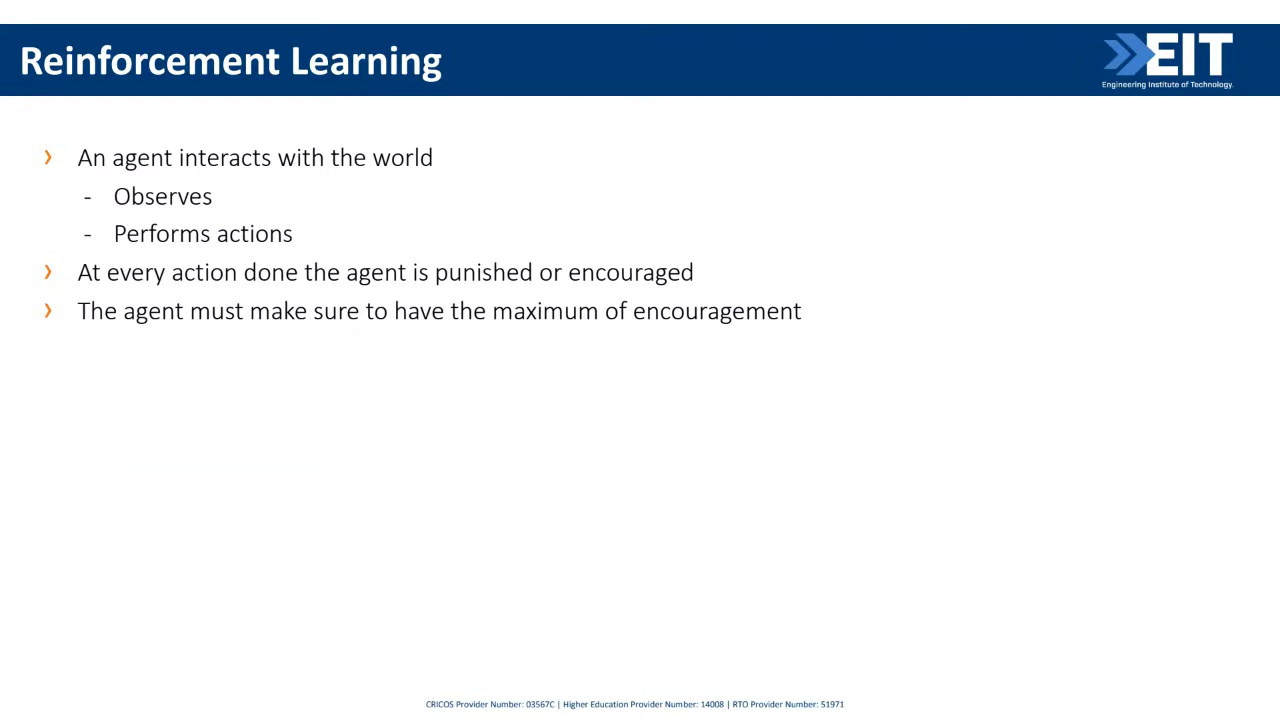 Reinforcement Learning
EIT
Engineering Institute of Technology.
› An agent interacts with the world
- Observes
- Performs actions
› At every action done the agent is punished or encouraged
› The agent must make sure to have the maximum of encouragement
CRICOS Provider Number: 03567C | Higher Education Provider Number: 14008 | RTO Provider Number: 51971